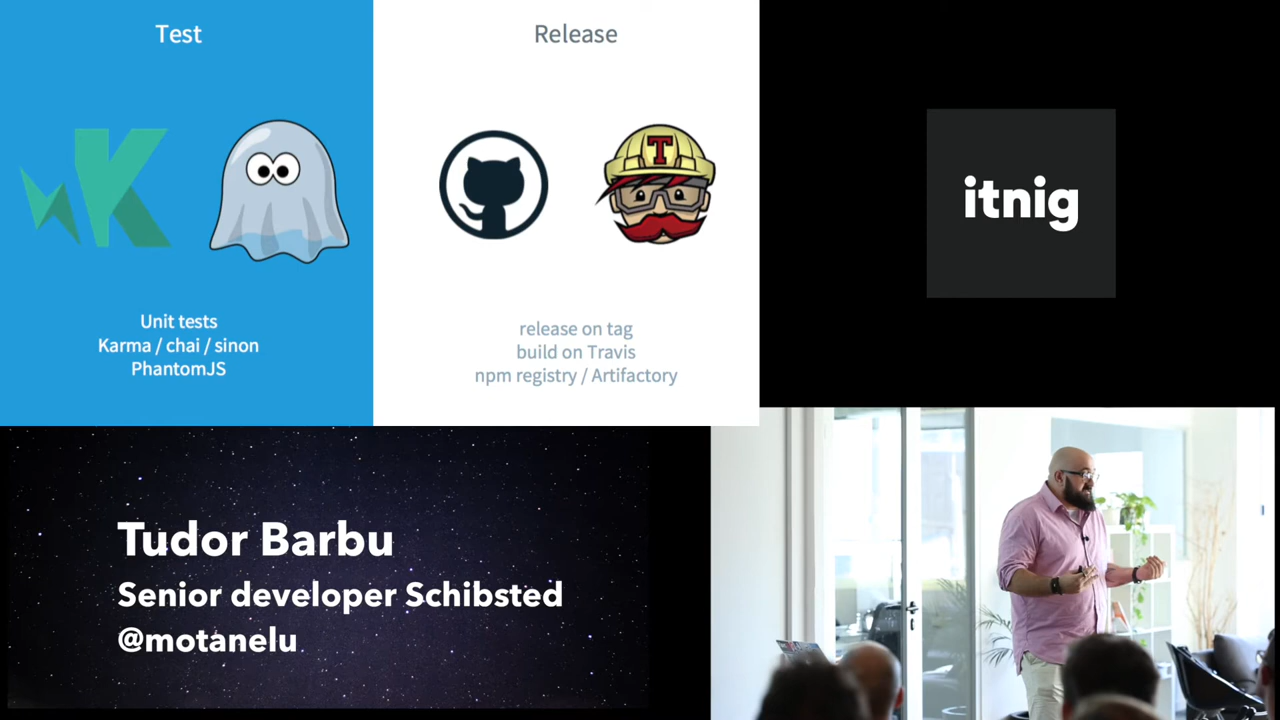 Test
Unit tests
Karma / chai / sinon
PhantomJS
Release
T
release on tag
build on Travis
npm registry / Artifactory
itnig
Tudor Barbu
Senior developer Schibsted
@motanelu